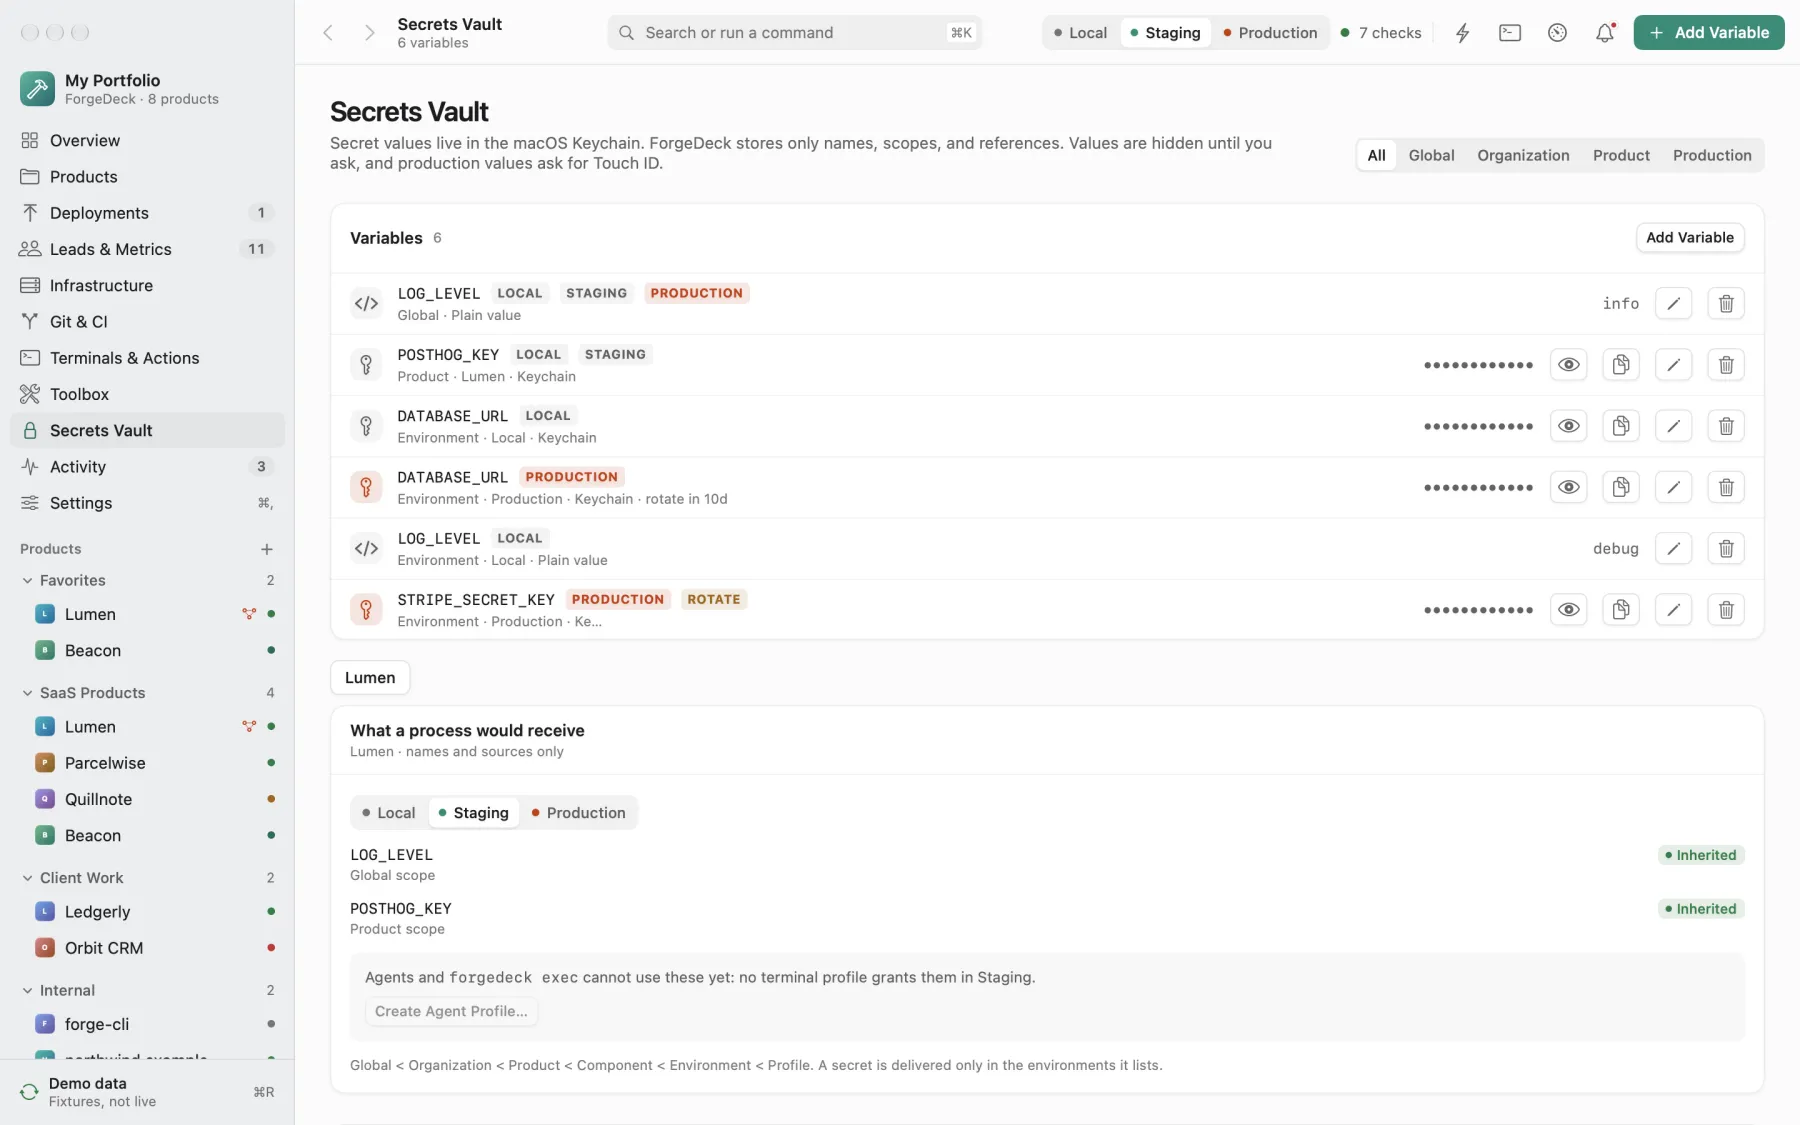 Secrets Vault
6 variables
Search or run a command
⌘K
Local
Staging
Production
7 checks
Add Variable
My Portfolio
ForgeDeck · 8 products
Overview
Products
Deployments 1
Leads & Metrics 11
Infrastructure
Git & CI
Terminals & Actions
Toolbox
Secrets Vault
Activity 3
Settings ⌘,
Products
Favorites 2
L Lumen
B Beacon
SaaS Products 4
L Lumen
P Parcelwise
Q Quillnote
B Beacon
Client Work 2
L Ledgerly
O Orbit CRM
Internal 2
F forge-cli
northwind-example
Demo data
Fixtures, not live
⌘R
Secrets Vault
Secret values live in the macOS Keychain. ForgeDeck stores only names, scopes, and references. Values are hidden until you
ask, and production values ask for Touch ID.
All Global Organization Product Production
Variables 6
Add Variable
LOG_LEVEL LOCAL STAGING PRODUCTION
Global · Plain value
info
POSTHOG_KEY LOCAL STAGING
Product · Lumen · Keychain
DATABASE_URL LOCAL
Environment · Local · Keychain
DATABASE_URL PRODUCTION
Environment · Production · Keychain · rotate in 10d
LOG_LEVEL LOCAL
Environment · Local · Plain value
debug
STRIPE_SECRET_KEY PRODUCTION ROTATE
Environment · Production · Ke…
Lumen
What a process would receive
Lumen · names and sources only
Local Staging Production
LOG_LEVEL
Global scope
Inherited
POSTHOG_KEY
Product scope
Inherited
Agents and forgedeck exec cannot use these yet: no terminal profile grants them in Staging.
Create Agent Profile…
Global < Organization < Product < Component < Environment < Profile. A secret is delivered only in the environments it lists.